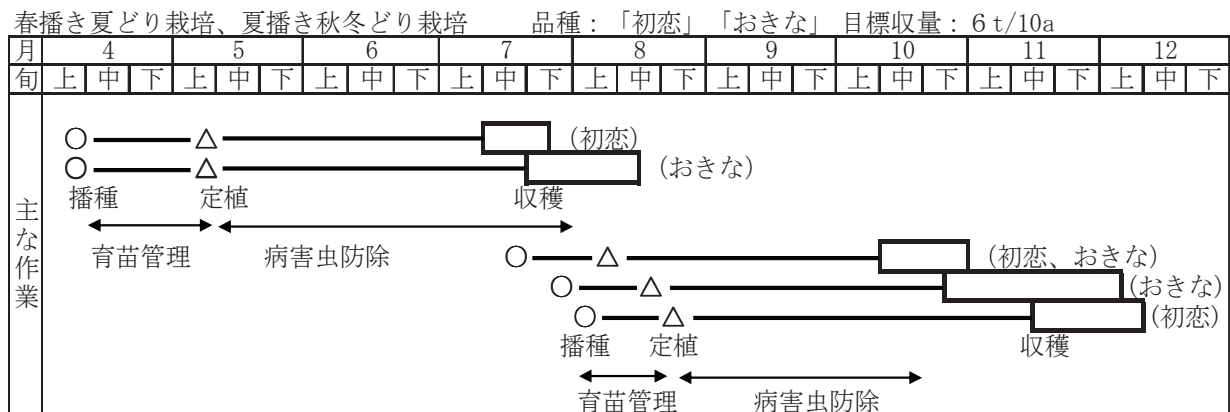 春播き夏どり栽培、夏播き秋冬どり栽培 品種：「初恋」「おきな」 目標収量：６t/10a
月 4 5 6 7 8 9 10 11 12
旬 上 中 下 上 中 下 上 中 下 上 中 下 上 中 下 上 中 下 上 中 下 上 中 下 上 中 下
主な作業
(初恋)
(おきな)
播種 定植 収穫
育苗管理 病害虫防除
(初恋、おきな)
(おきな)
(初恋)
播種 定植 収穫
育苗管理 病害虫防除